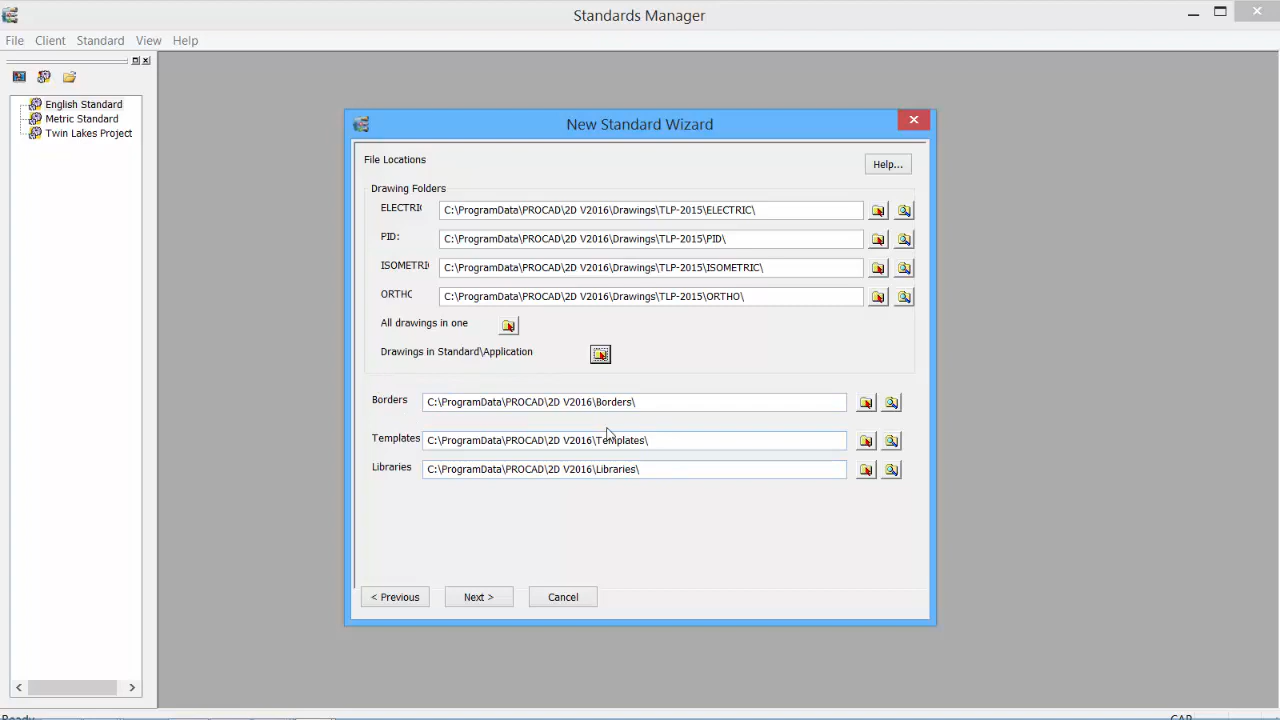 Standards Manager
File Client Standard View Help
English Standard
Metric Standard
Twin Lakes Project
New Standard Wizard
File Locations
Help...
Drawing Folders
ELECTRIC
C:\ProgramData\PROCAD\2D V2016\Drawings\TLP-2015\ELECTRIC\
PID:
C:\ProgramData\PROCAD\2D V2016\Drawings\TLP-2015\PID\
ISOMETRI
C:\ProgramData\PROCAD\2D V2016\Drawings\TLP-2015\ISOMETRIC\
ORTHO
C:\ProgramData\PROCAD\2D V2016\Drawings\TLP-2015\ORTHO\
All drawings in one
Drawings in Standard\Application
Borders
C:\ProgramData\PROCAD\2D V2016\Borders\
Templates
C:\ProgramData\PROCAD\2D V2016\Templates\
Libraries
C:\ProgramData\PROCAD\2D V2016\Libraries\
< Previous
Next >
Cancel
Ready
CAP